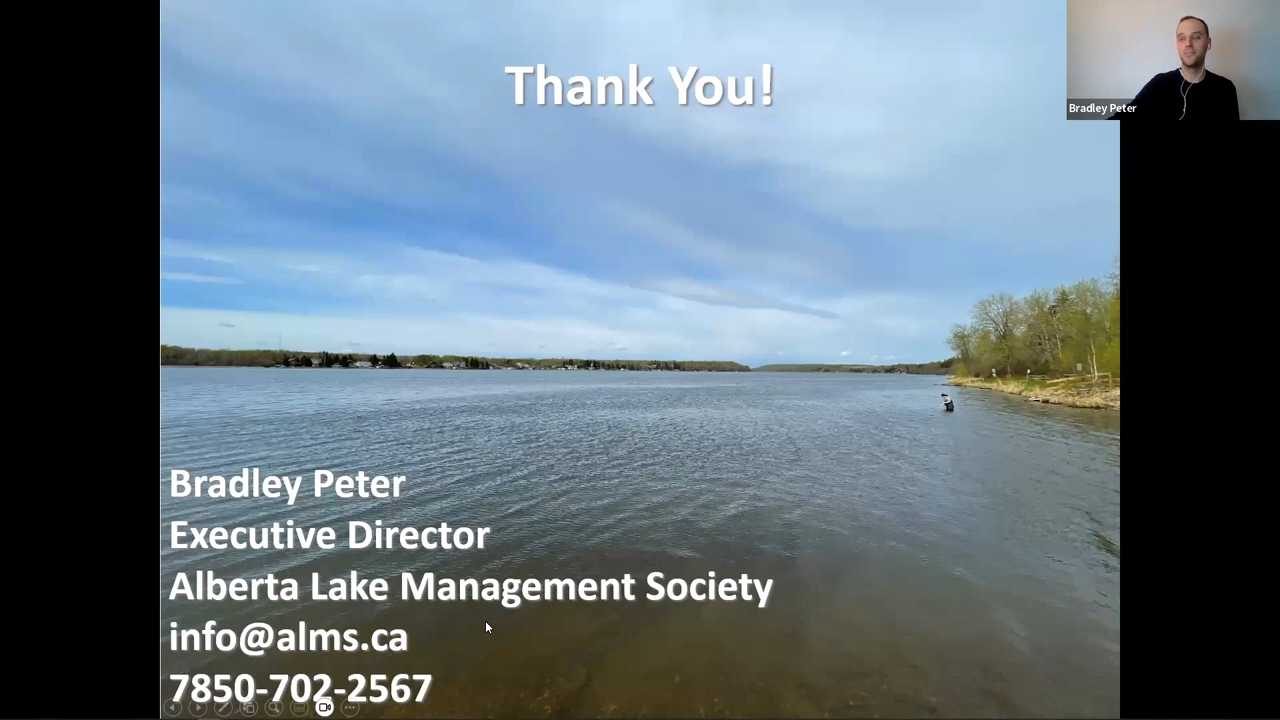 Thank You!
Bradley Peter
Bradley Peter
Executive Director
Alberta Lake Management Society
info@alms.ca
7850-702-2567